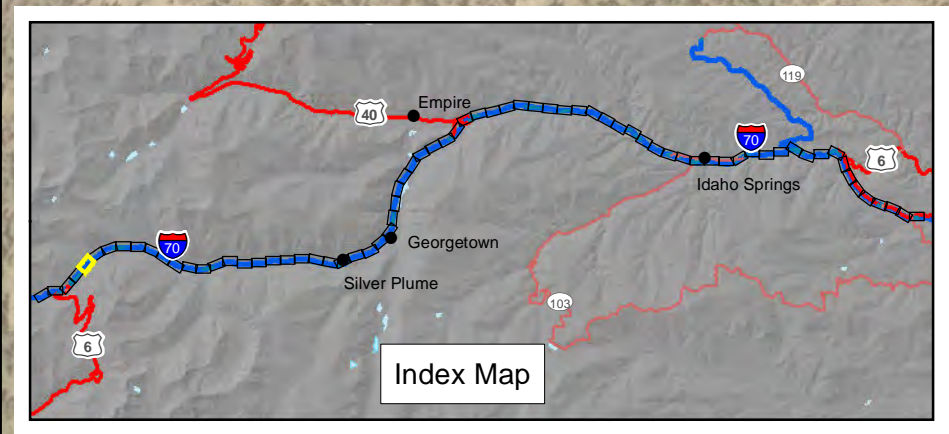 119
Empire
40
70
6
Idaho Springs
Georgetown
70
Silver Plume
103
6
Index Map